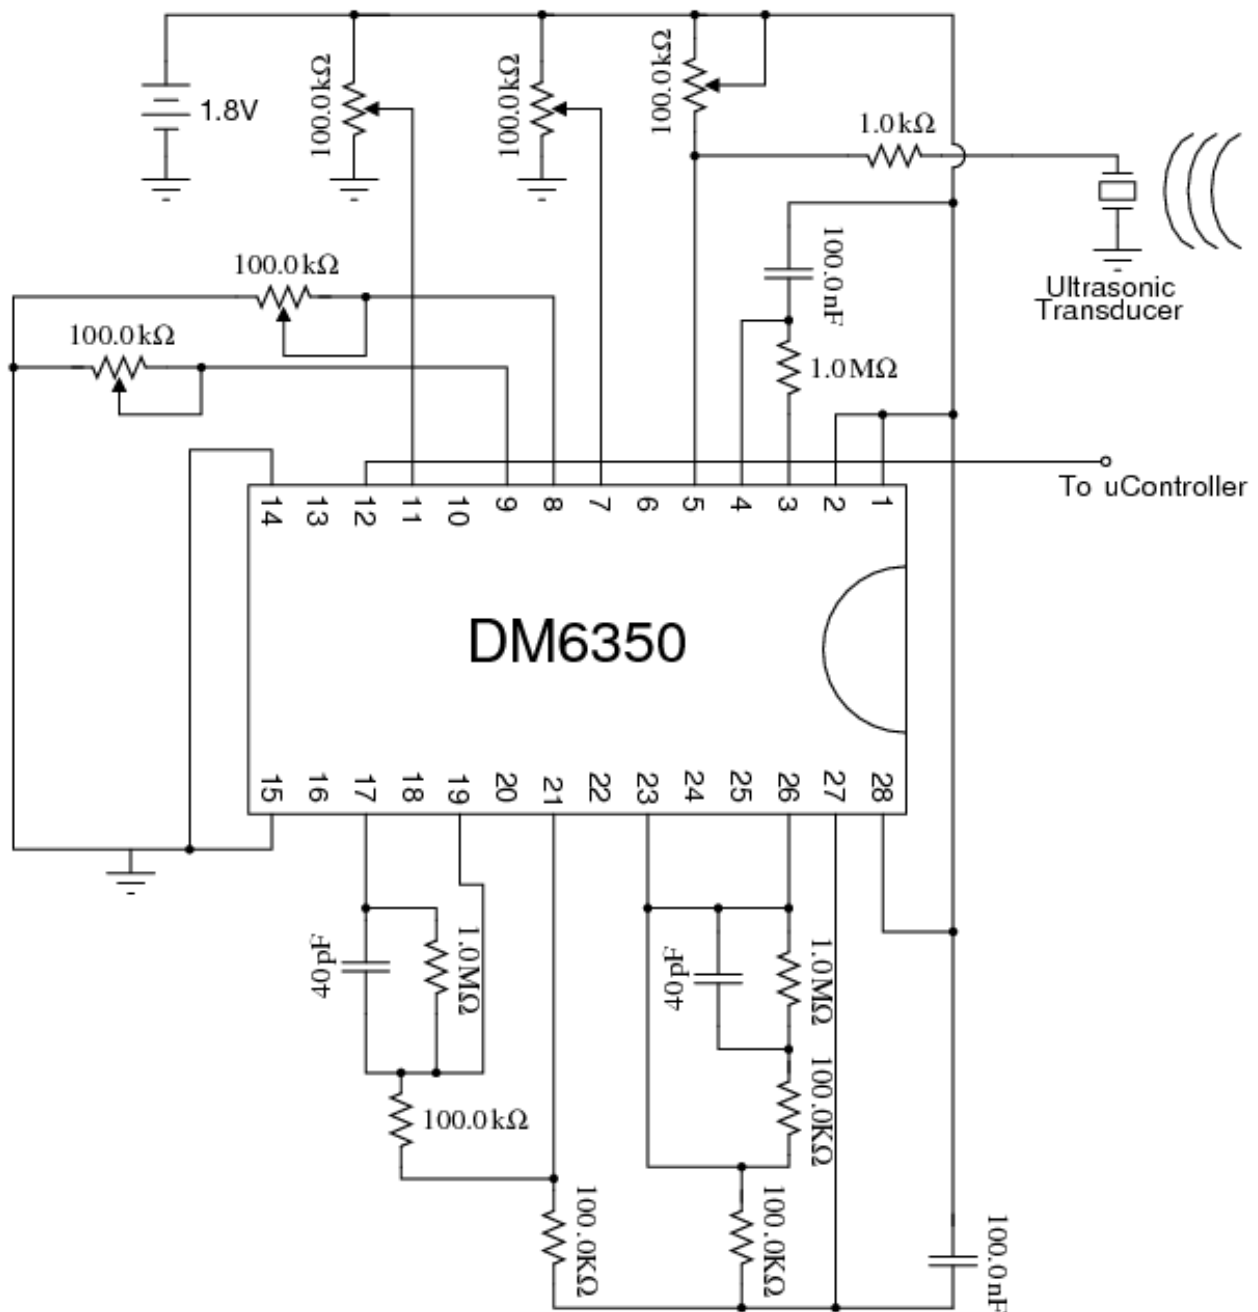 1.8V
100.0kΩ
100.0kΩ
100.0kΩ
1.0kΩ
Ultrasonic
Transducer
100.0nF
1.0MΩ
100.0kΩ
100.0kΩ
To uController
14 13 12 11 10 9 8 7 6 5 4 3 2 1
DM6350
15 16 17 18 19 20 21 22 23 24 25 26 27 28
40pF
1.0MΩ
40pF
1.0MΩ
100.0kΩ
100.0KΩ
100.0KΩ
100.0KΩ
100.0nF